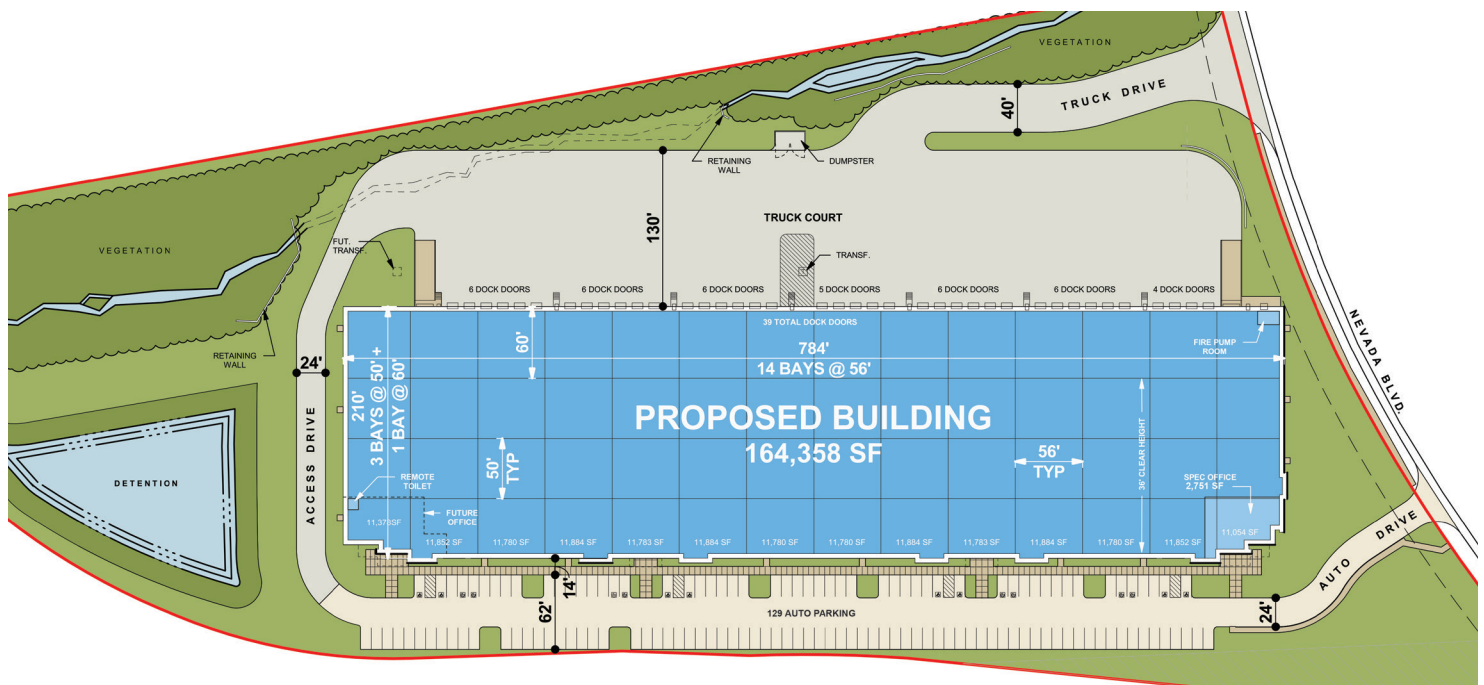 VEGETATION
TRUCK DRIVE
40'
RETAINING
WALL
DUMPSTER
130'
TRUCK COURT
VEGETATION
FUT.
TRANSF.
TRANSF.
6 DOCK DOORS
6 DOCK DOORS
6 DOCK DOORS
5 DOCK DOORS
6 DOCK DOORS
6 DOCK DOORS
4 DOCK DOORS
NEVADA BLVD.
39 TOTAL DOCK DOORS
FIRE PUMP
ROOM
RETAINING
WALL
24'
60'
784'
14 BAYS @ 56'
210'
3 BAYS @ 50' +
1 BAY @ 60'
PROPOSED BUILDING
164,358 SF
50'
TYP
56'
TYP
36' CLEAR HEIGHT
DETENTION
ACCESS DRIVE
REMOTE
TOILET
FUTURE
OFFICE
SPEC OFFICE
2,751 SF
11,852 SF
11,780 SF
11,884 SF
11,783 SF
11,884 SF
11,780 SF
11,780 SF
11,884 SF
11,783 SF
11,884 SF
11,780 SF
11,852 SF
11,054 SF
AUTO DRIVE
14'
62'
129 AUTO PARKING
24'